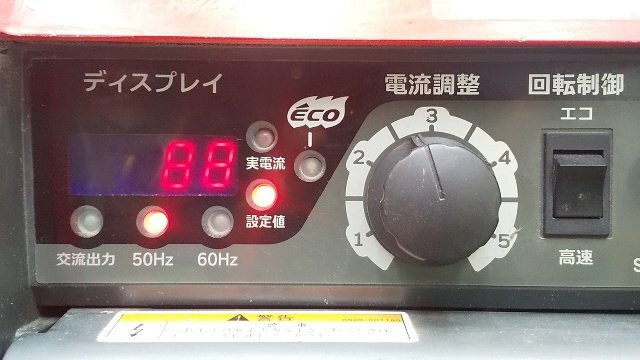 ディスプレイ
88
交流出力 50Hz 60Hz
実電流
設定値
ECO
電流調整
1
2
3
4
5
回転制御
エコ
高速
警告